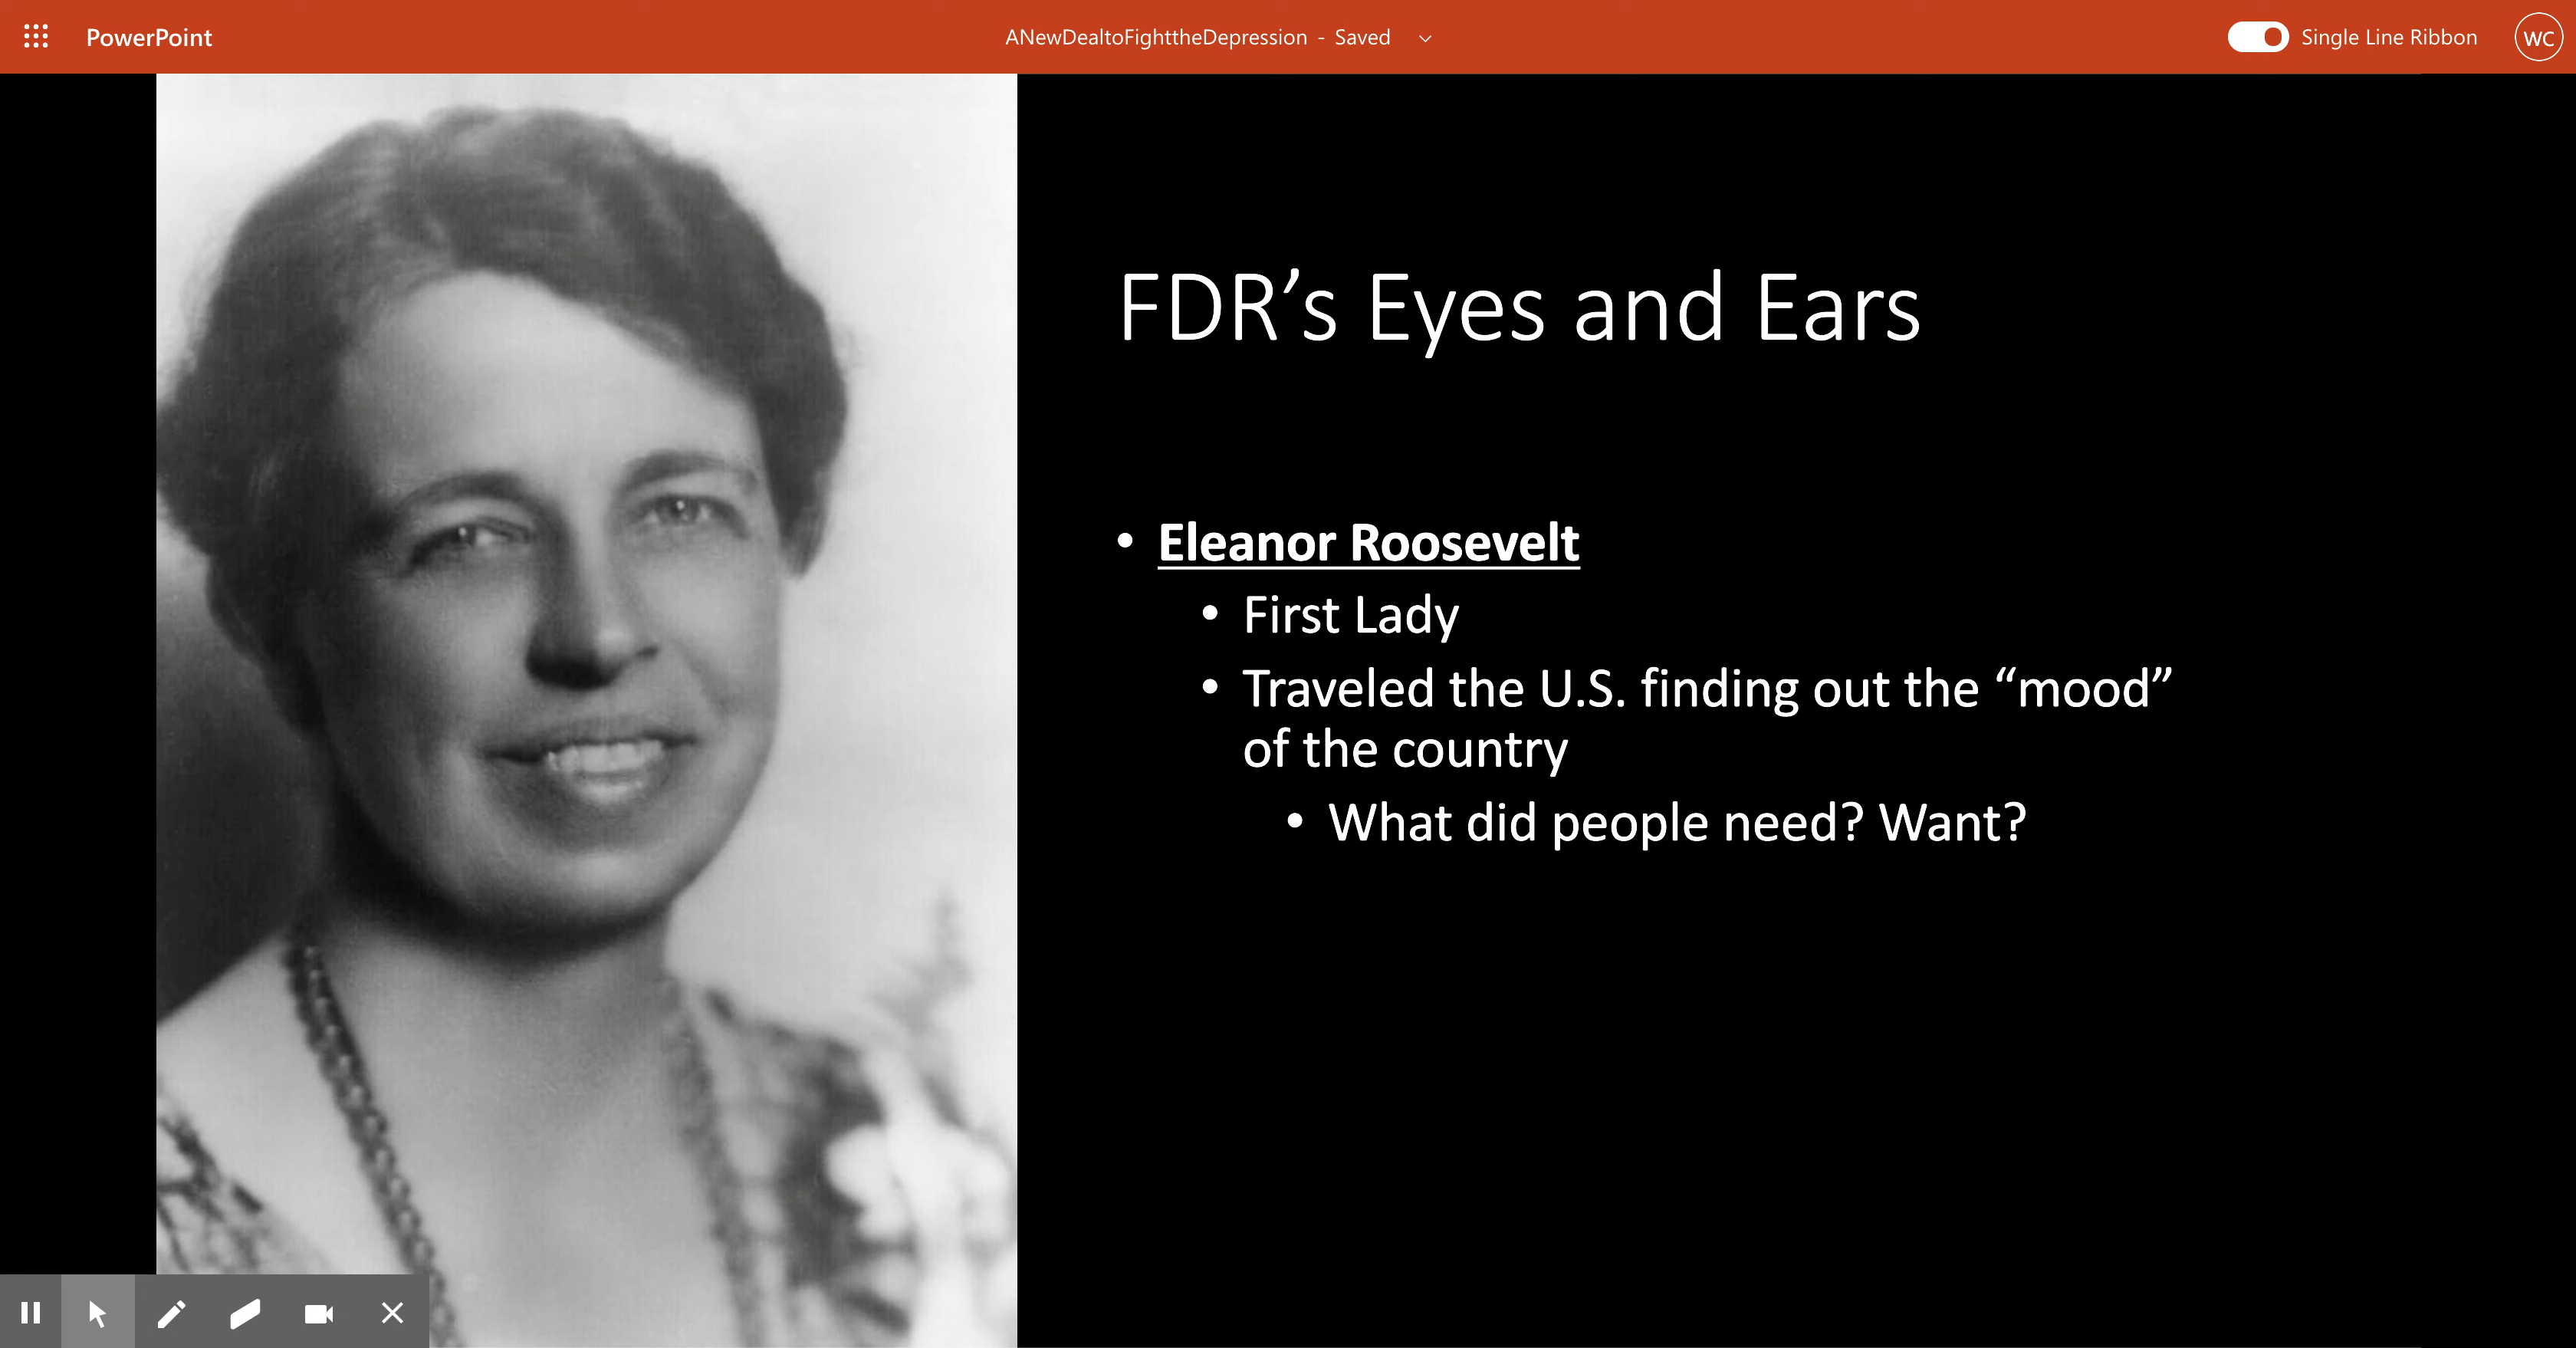 PowerPoint
ANewDealtoFighttheDepression - Saved
Single Line Ribbon
WC
FDR’s Eyes and Ears
• Eleanor Roosevelt
• First Lady
• Traveled the U.S. finding out the “mood”
of the country
• What did people need? Want?